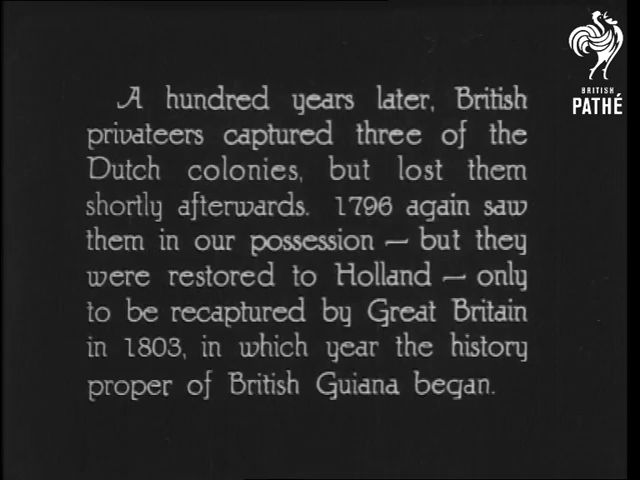 BRITISH
PATHÉ
A hundred years later, British
privateers captured three of the
Dutch colonies, but lost them
shortly afterwards. 1796 again saw
them in our possession — but they
were restored to Holland — only
to be recaptured by Great Britain
in 1803, in which year the history
proper of British Guiana began.